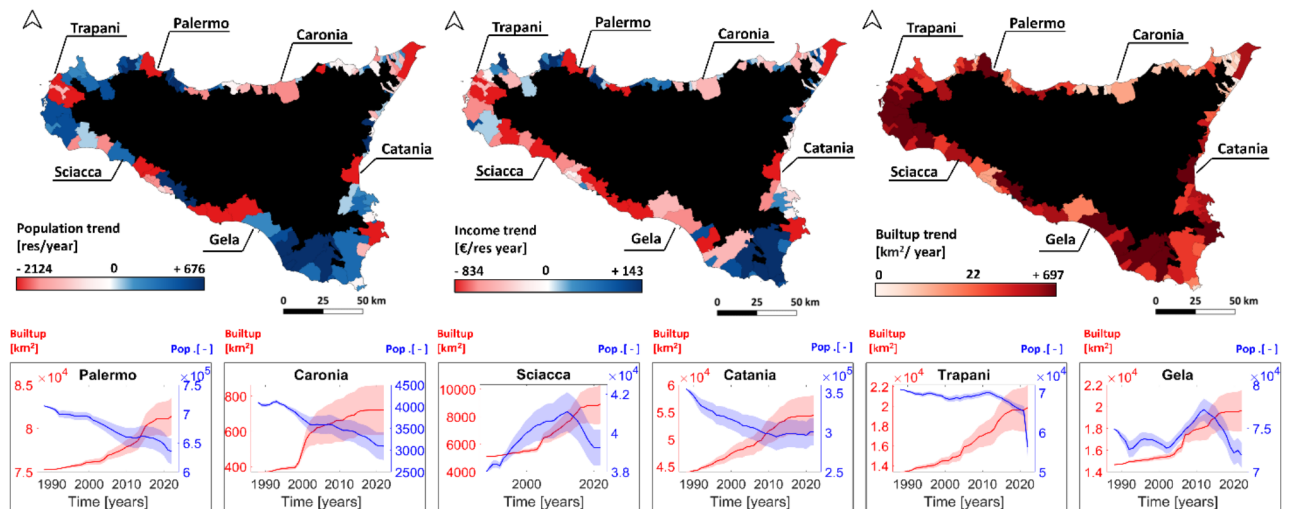 Trapani
Palermo
Caronia
Sciacca
Catania
Gela
Population trend
[res/year]
- 2124 0 + 676
0 25 50 km
Trapani
Palermo
Caronia
Sciacca
Catania
Gela
Income trend
[€/res year]
- 834 0 + 143
0 25 50 km
Trapani
Palermo
Caronia
Sciacca
Catania
Gela
Builtup trend
[km²/ year]
0 22 + 697
0 25 50 km
Builtup
[km²]
Pop.[-]
Palermo
×10⁴
×10⁵
8.5
8
7.5
7.5
7
6.5
6
1990 2000 2010 2020
Time [years]
Builtup
[km²]
Pop.[-]
Caronia
800
600
400
4500
4000
3500
3000
2500
1990 2000 2010 2020
Time [years]
Builtup
[km²]
Pop.[-]
Sciacca
×10⁴
10000
8000
6000
4000
4.2
4
3.8
2000 2020
Time [years]
Builtup
[km²]
Pop.[-]
Catania
×10⁴
×10⁵
6
5.5
5
4.5
3.5
3
2.5
1990 2000 2010 2020
Time [years]
Builtup
[km²]
Pop.[-]
Trapani
×10⁴
×10⁴
2.2
2
1.8
1.6
1.4
7
6
5
1990 2000 2010 2020
Time [years]
Builtup
[km²]
Pop.[-]
Gela
×10⁴
×10⁴
2.2
2
1.8
1.6
1.4
8
7.5
7
1990 2000 2010 2020
Time [years]